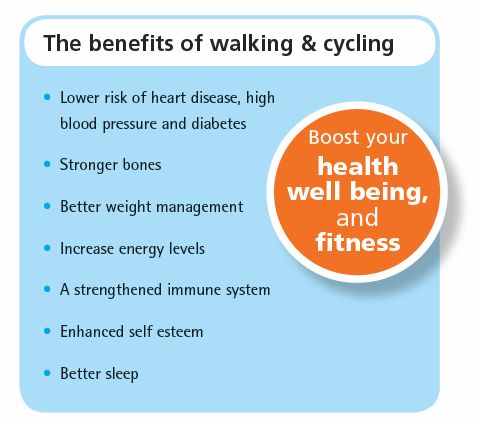 The benefits of walking & cycling
• Lower risk of heart disease, high
blood pressure and diabetes
• Stronger bones
• Better weight management
• Increase energy levels
• A strengthened immune system
• Enhanced self esteem
• Better sleep
Boost your
health
well being,
and
fitness